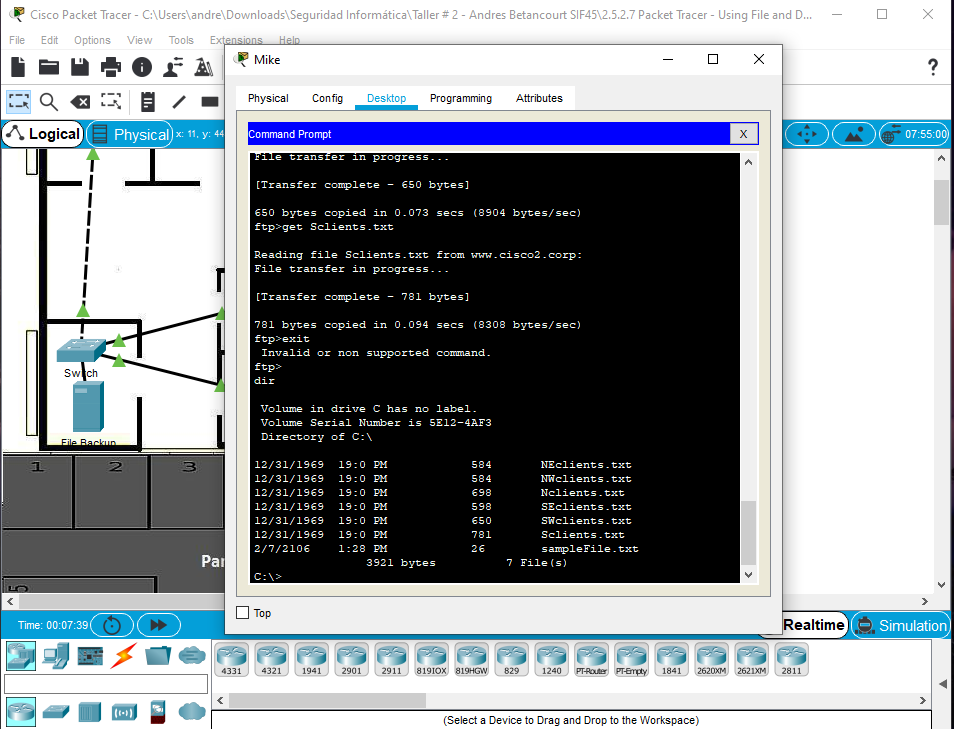 Cisco Packet Tracer - C:\Users\andre\Downloads\Seguridad Informática\Taller # 2 - Andres Betancourt SIF45\2.5.2.7 Packet Tracer - Using File and D...
File Edit Options View Tools Extensions Help
Mike
Physical Config Desktop Programming Attributes
Logical Physical x: 11, y: 44 07:55:00
Command Prompt X
File transfer in progress...
[Transfer complete - 650 bytes]
650 bytes copied in 0.073 secs (8904 bytes/sec)
ftp>get Sclients.txt
Reading file Sclients.txt from www.cisco2.corp:
File transfer in progress...
[Transfer complete - 781 bytes]
781 bytes copied in 0.094 secs (8308 bytes/sec)
ftp>exit
Invalid or non supported command.
ftp>
dir
Volume in drive C has no label.
Volume Serial Number is 5E12-4AF3
Directory of C:\
12/31/1969 19:0 PM 584 NEclients.txt
12/31/1969 19:0 PM 584 NWclients.txt
12/31/1969 19:0 PM 698 Nclients.txt
12/31/1969 19:0 PM 598 SEclients.txt
12/31/1969 19:0 PM 650 SWclients.txt
12/31/1969 19:0 PM 781 Sclients.txt
2/7/2106 1:28 PM 26 sampleFile.txt
3921 bytes 7 File(s)
C:\>
Switch
File Backup
1 2 3
Par
5
Top
Time: 00:07:39 Realtime Simulation
4331 4321 1941 2901 2911 819IOX 819HGW 829 1240 PT-Router PT-Empty 1841 2620XM 2621XM 2811
(Select a Device to Drag and Drop to the Workspace)